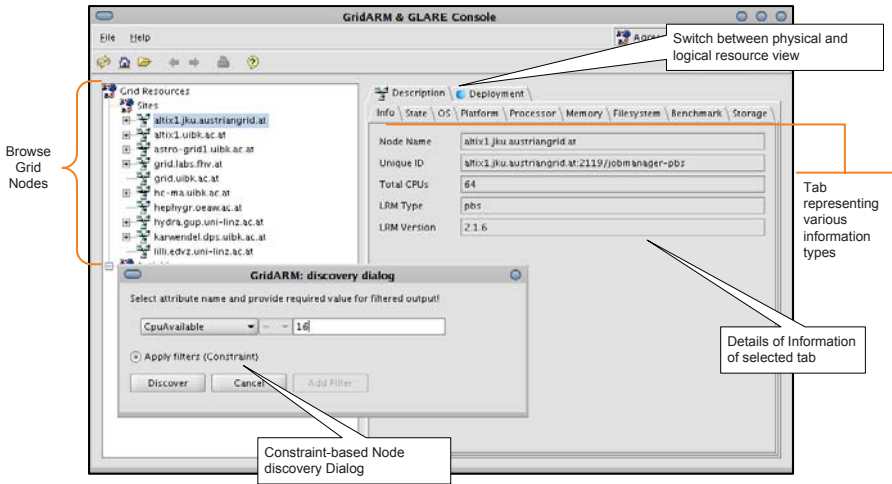 GridARM & GLARE Console
File Help
Switch between physical and
logical resource view
Grid Resources
Sites
altix1.jku.austriangrid.at
altix1.uibk.ac.at
astro-grid1.uibk.ac.at
grid.labs.fhv.at
grid.uibk.ac.at
hc-ma.uibk.ac.at
hephygr.oeaw.ac.at
hydra.gup.uni-linz.ac.at
karwendel.dps.uibk.ac.at
lilli.edvz.uni-linz.ac.at
Browse
Grid
Nodes
Description Deployment
Info State OS Platform Processor Memory Filesystem Benchmark Storage
Node Name altix1.jku.austriangrid.at
Unique ID altix1.jku.austriangrid.at:2119/jobmanager-pbs
Total CPUs 64
LRM Type pbs
LRM Version 2.1.6
Tab
representing
various
information
types
GridARM: discovery dialog
Select attribute name and provide required value for filtered output!
CpuAvailable 16
Apply filters (Constraint)
Discover Cancel Add Filter
Details of Information
of selected tab
Constraint-based Node
discovery Dialog